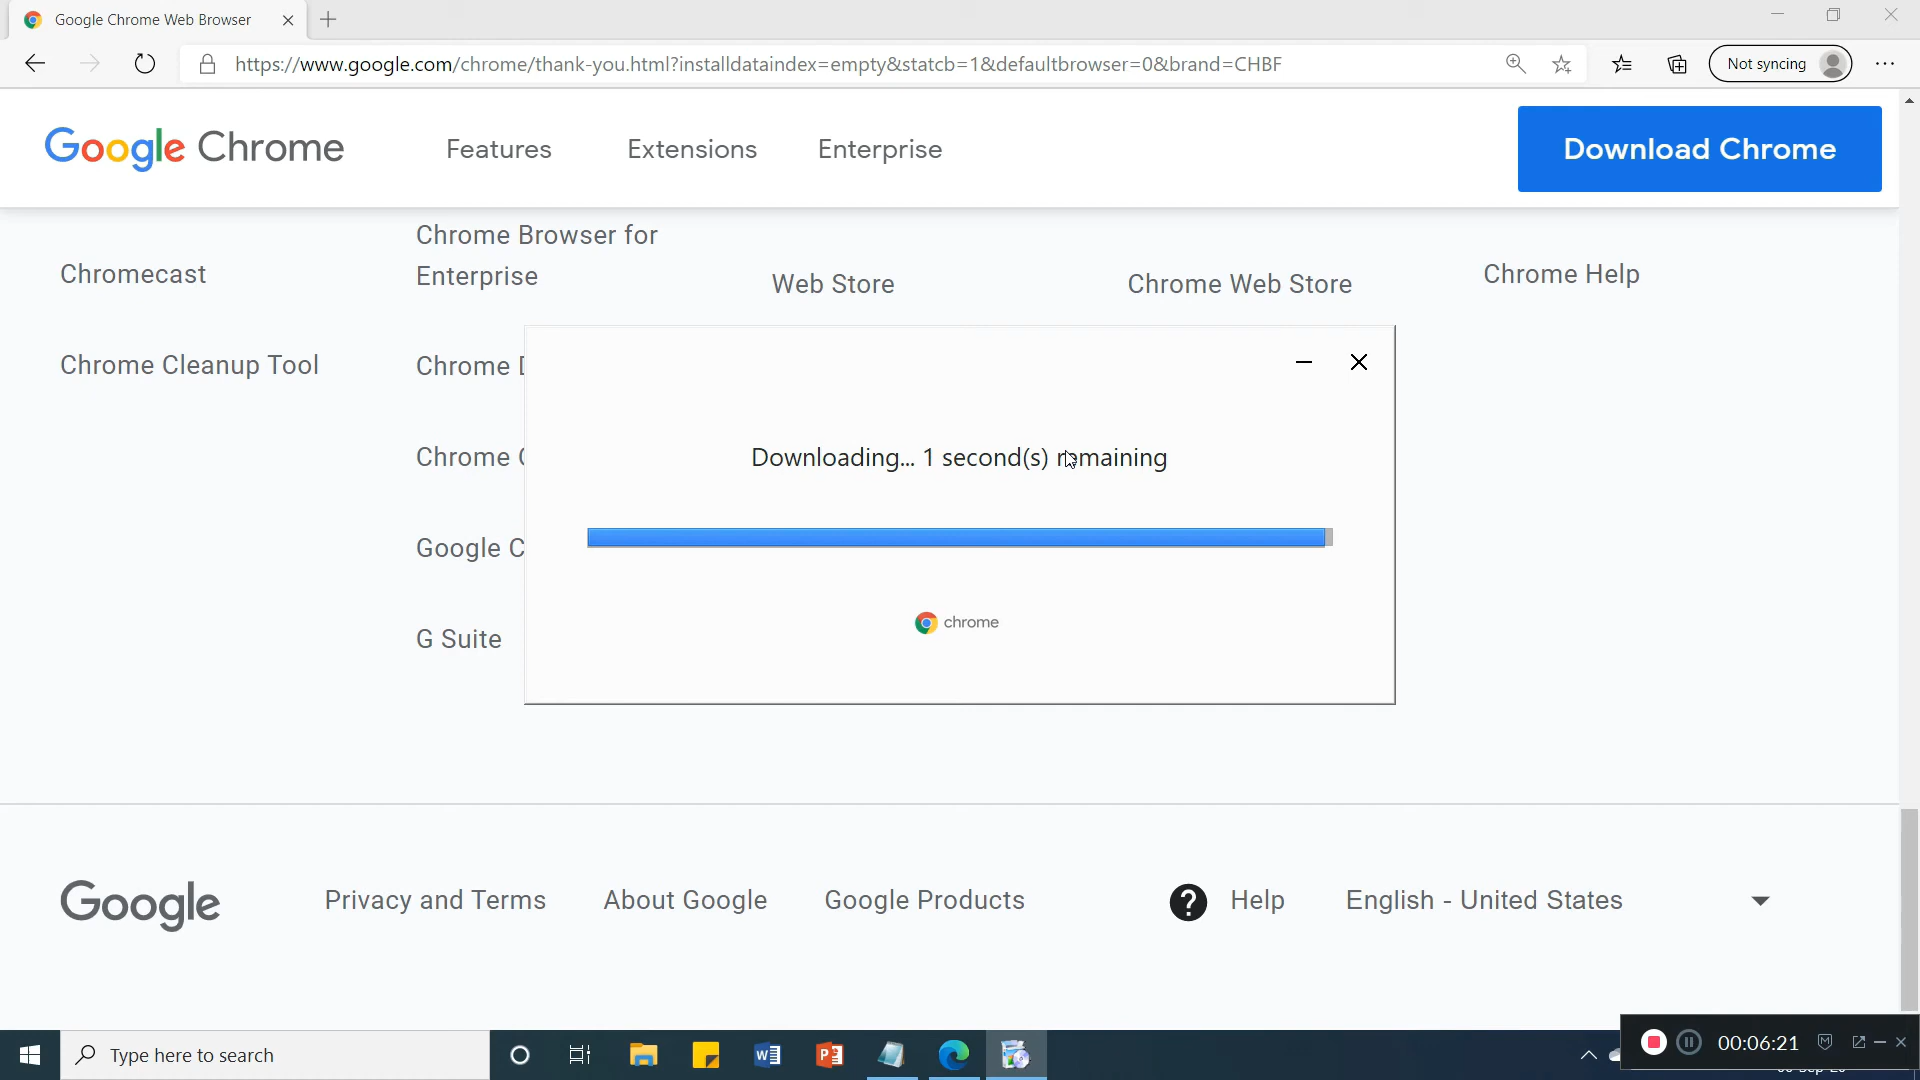 Google Chrome Web Browser
https://www.google.com/chrome/thank-you.html?installdataindex=empty&statcb=1&defaultbrowser=0&brand=CHBF
Not syncing
Google Chrome
Features
Extensions
Enterprise
Download Chrome
Chromecast
Chrome Cleanup Tool
Chrome Browser for
Enterprise
Chrome
Chrome
Google
G Suite
Web Store
Chrome Web Store
Chrome Help
Downloading... 1 second(s) remaining
chrome
Google
Privacy and Terms
About Google
Google Products
? Help
English - United States
Type here to search
00:06:21